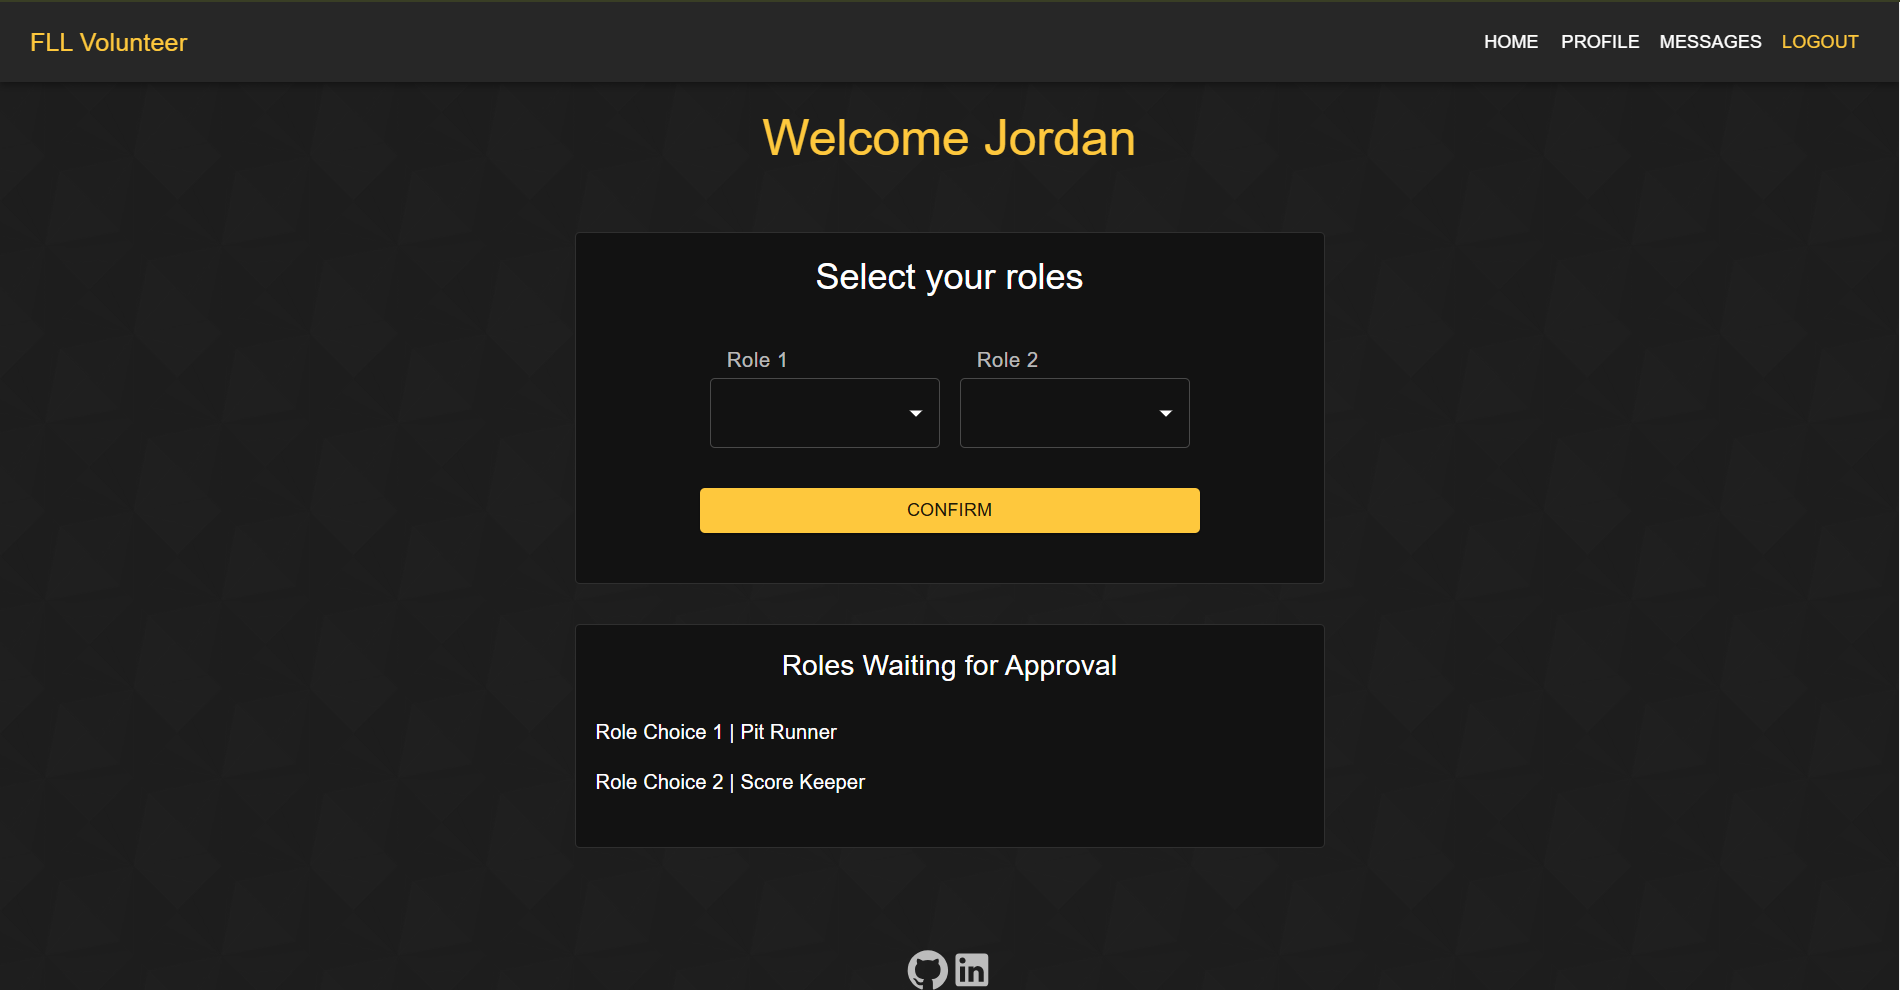 FLL Volunteer
HOME PROFILE MESSAGES LOGOUT
Welcome Jordan
Select your roles
Role 1 Role 2
CONFIRM
Roles Waiting for Approval
Role Choice 1 | Pit Runner
Role Choice 2 | Score Keeper
in